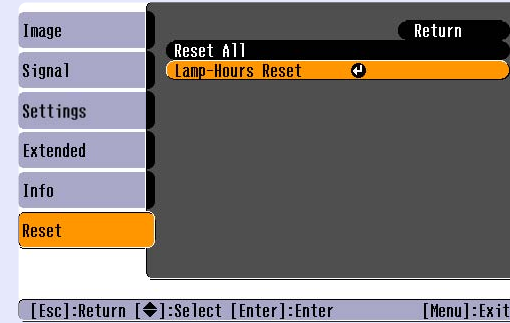 Image
Signal
Settings
Extended
Info
Reset
Return
Reset All
Lamp-Hours Reset
[Esc]:Return [◆]:Select [Enter]:Enter [Menu]:Exit